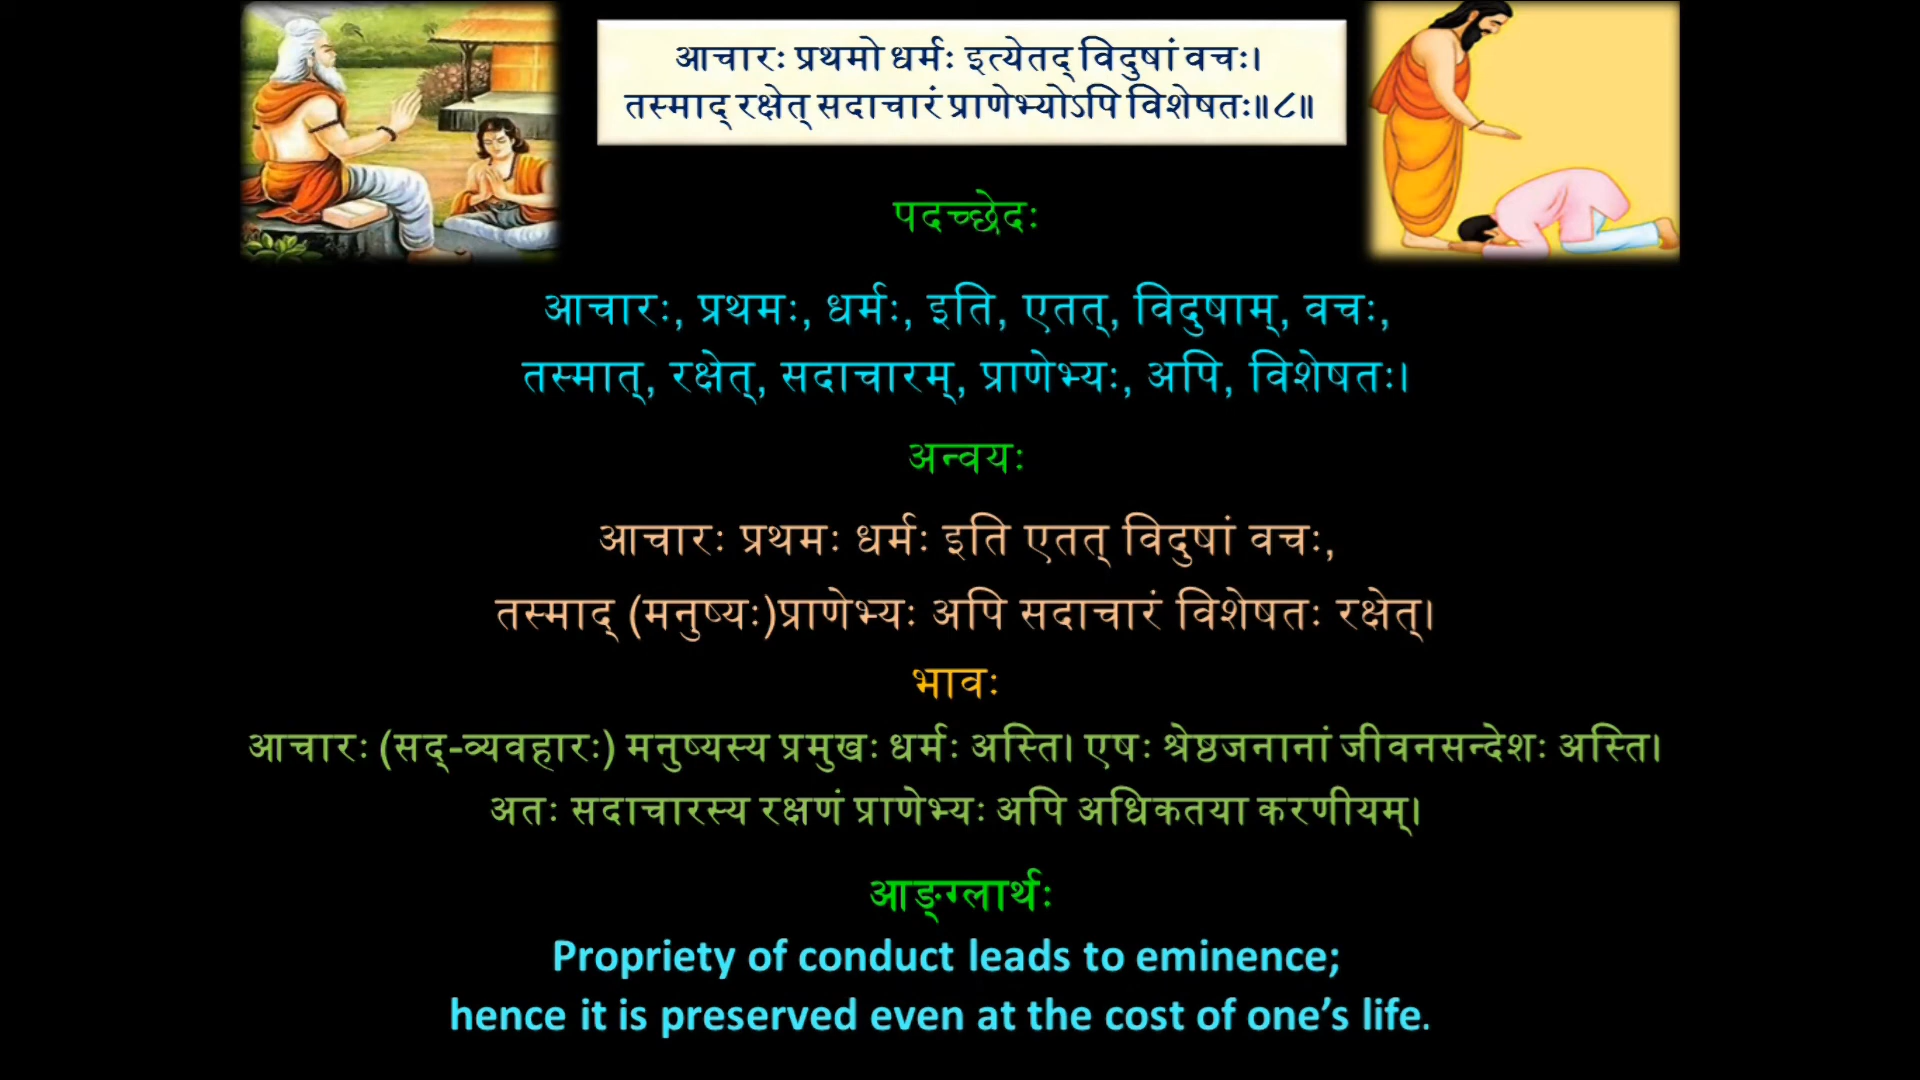 आचारः प्रथमो धर्मः इत्येतद् विदुषां वचः।
तस्माद् रक्षेत् सदाचारं प्राणेभ्योऽपि विशेषतः॥८॥
पदच्छेदः
आचारः, प्रथमः, धर्मः, इति, एतत्, विदुषाम्, वचः,
तस्मात्, रक्षेत्, सदाचारम्, प्राणेभ्यः, अपि, विशेषतः।
अन्वयः
आचारः प्रथमः धर्मः इति एतत् विदुषां वचः,
तस्माद् (मनुष्यः)प्राणेभ्यः अपि सदाचारं विशेषतः रक्षेत्।
भावः
आचारः (सद्-व्यवहारः) मनुष्यस्य प्रमुखः धर्मः अस्ति। एषः श्रेष्ठजनानां जीवनसन्देशः अस्ति।
अतः सदाचारस्य रक्षणं प्राणेभ्यः अपि अधिकतया करणीयम्।
आङ्ग्लार्थः
Propriety of conduct leads to eminence;
hence it is preserved even at the cost of one’s life.